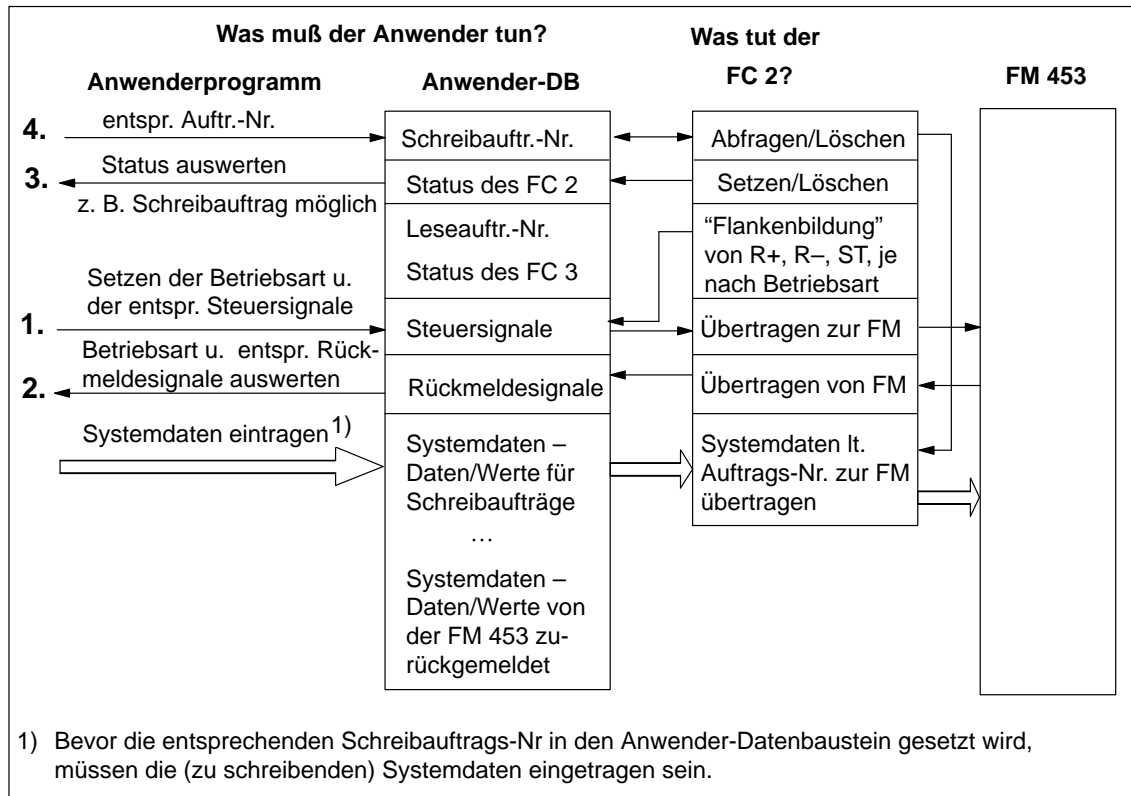 Was muß der Anwender tun?
Was tut der
FC 2?
Anwenderprogramm
Anwender-DB
FM 453
4.
entspr. Auftr.-Nr.
Schreibauftr.-Nr.
Abfragen/Löschen
3.
Status auswerten
z. B. Schreibauftrag möglich
Status des FC 2
Setzen/Löschen
Leseauftr.-Nr.
Status des FC 3
“Flankenbildung”
von R+, R–, ST, je
nach Betriebsart
Setzen der Betriebsart u.
der entspr. Steuersignale
1.
Steuersignale
Übertragen zur FM
Betriebsart u. entspr. Rück-
meldesignale auswerten
2.
Rückmeldesignale
Übertragen von FM
Systemdaten eintragen 1)
Systemdaten –
Daten/Werte für
Schreibaufträge
…
Systemdaten –
Daten/Werte von
der FM 453 zu-
rückgemeldet
Systemdaten lt.
Auftrags-Nr. zur FM
übertragen
1) Bevor die entsprechenden Schreibauftrags-Nr in den Anwender-Datenbaustein gesetzt wird,
müssen die (zu schreibenden) Systemdaten eingetragen sein.